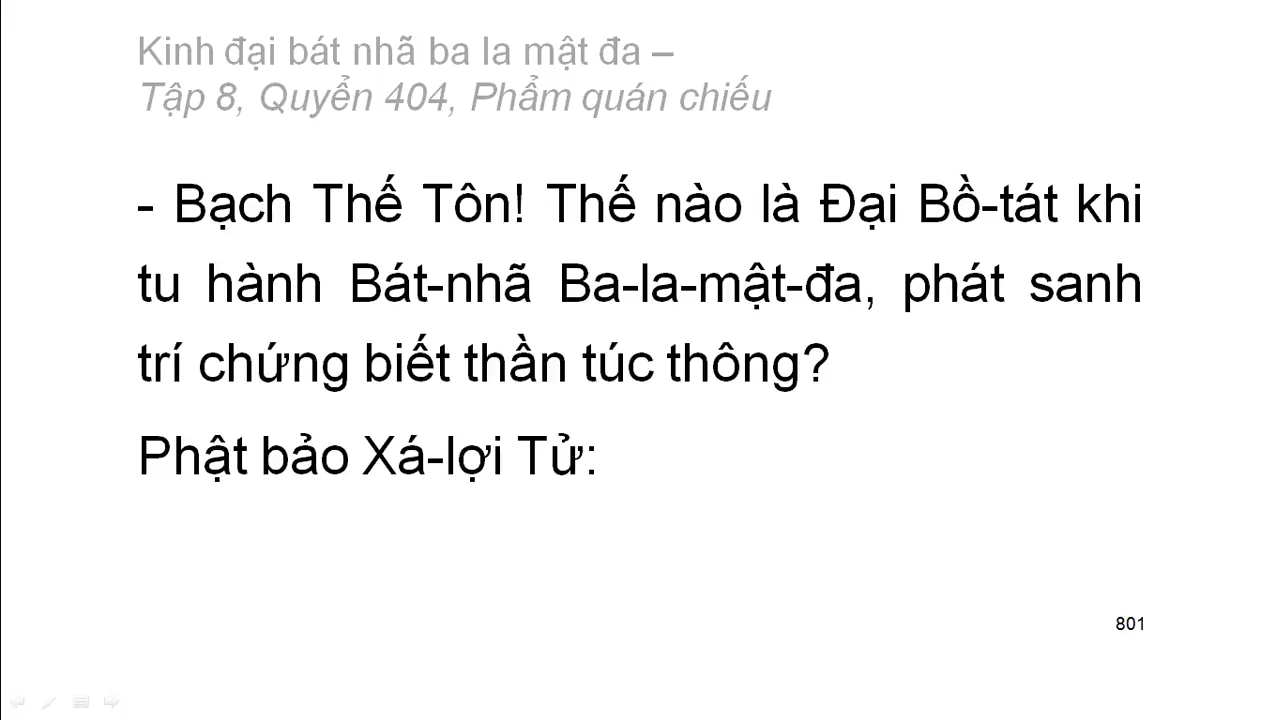 Kinh đại bát nhã ba la mật đa –
Tập 8, Quyển 404, Phẩm quán chiếu
- Bạch Thế Tôn! Thế nào là Đại Bồ-tát khi
tu hành Bát-nhã Ba-la-mật-đa, phát sanh
trí chứng biết thần túc thông?
Phật bảo Xá-lợi Tử:
801